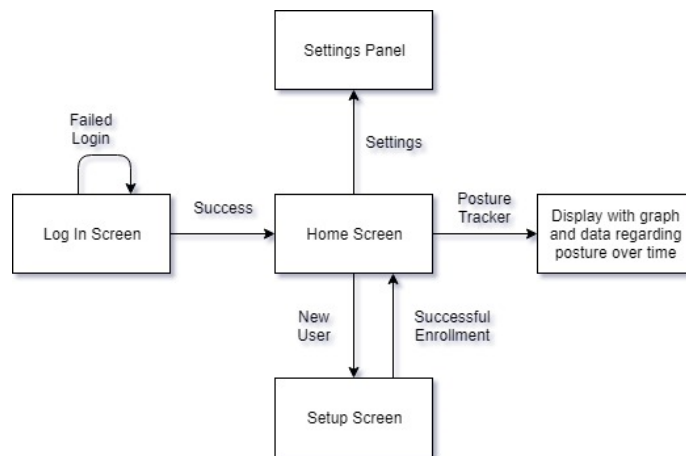 Settings Panel
Failed
Login
Settings
Log In Screen
Success
Home Screen
Posture
Tracker
Display with graph
and data regarding
posture over time
New
User
Successful
Enrollment
Setup Screen